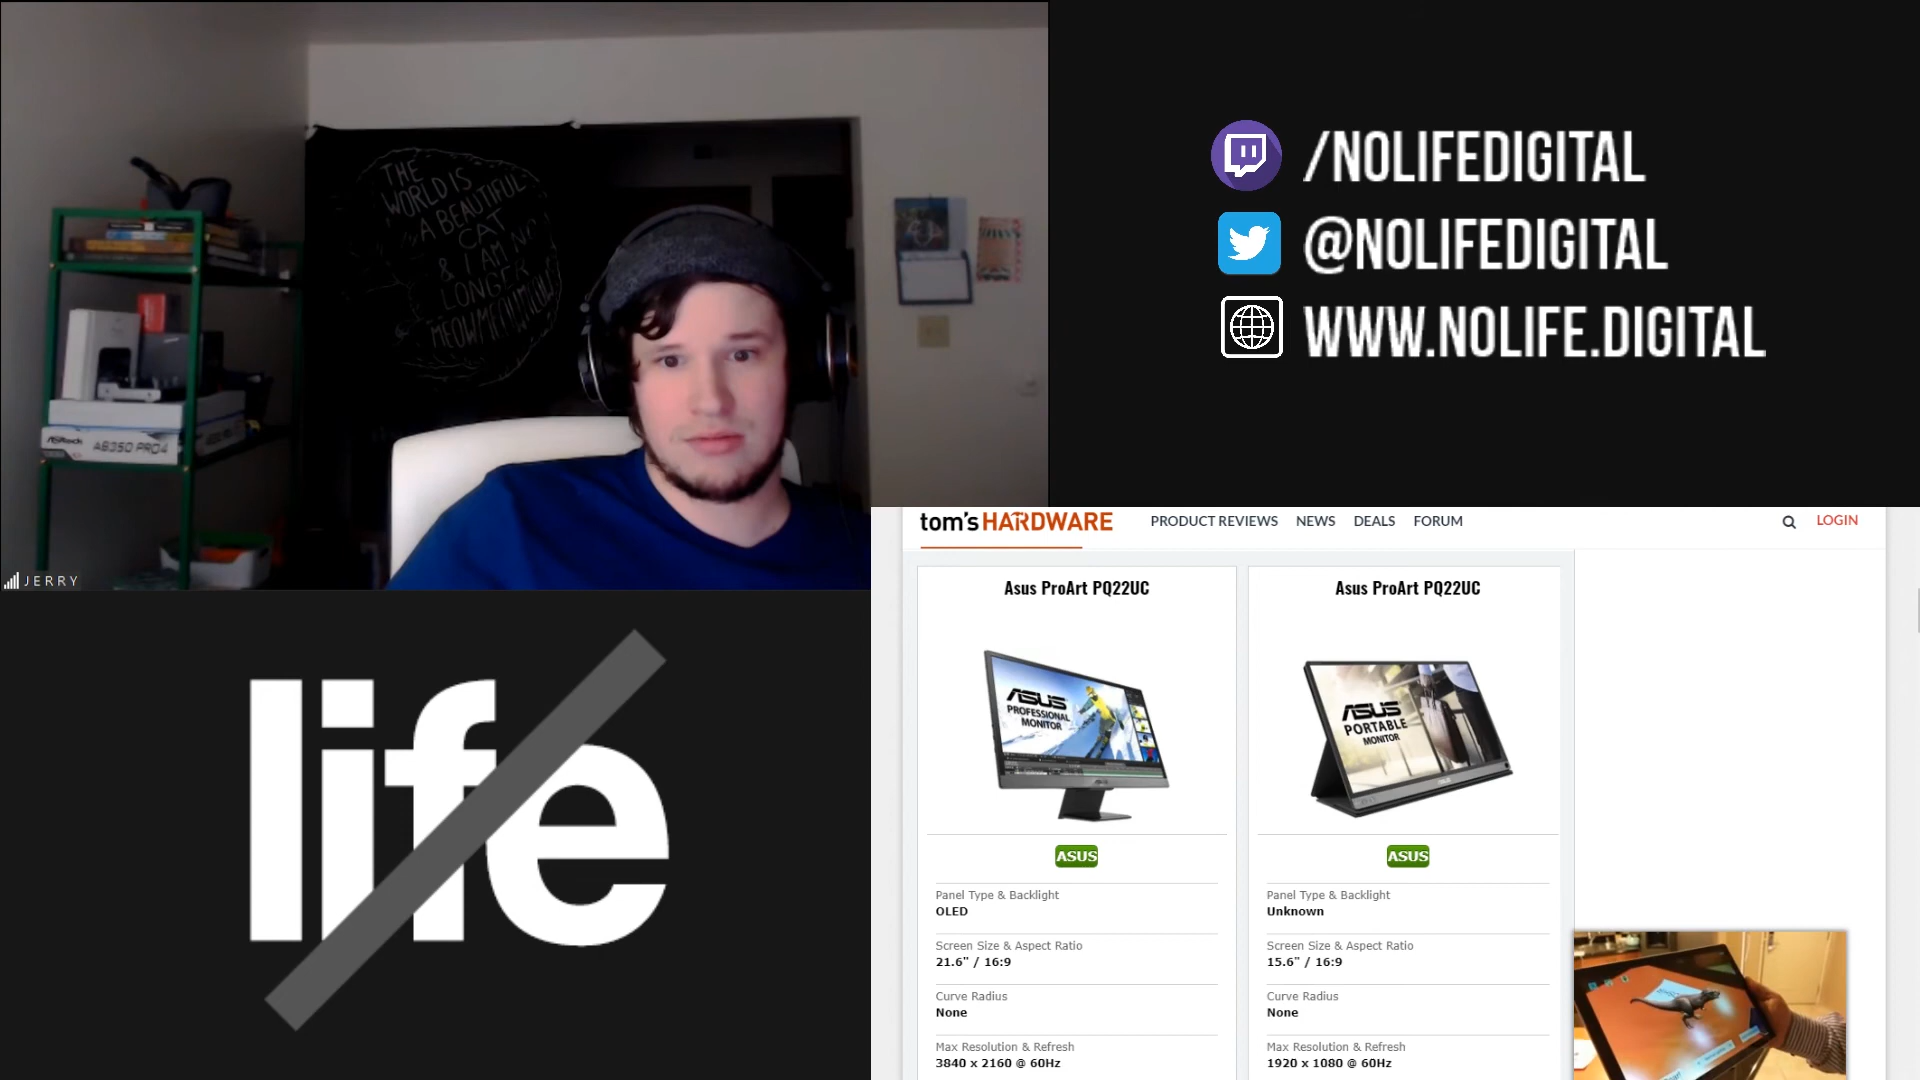 THE
WORLD IS
A BEAUTIFUL
CAT
& I AM NO
LONGER
ASRock AB350 PRO4
JERRY
/NOLIFEDIGITAL
@NOLIFEDIGITAL
WWW.NOLIFE.DIGITAL
life
tom's HARDWARE PRODUCT REVIEWS NEWS DEALS FORUM LOGIN
Asus ProArt PQ22UC
ASUS
PROFESSIONAL
MONITOR
ASUS
Panel Type & Backlight
OLED
Screen Size & Aspect Ratio
21.6" / 16:9
Curve Radius
None
Max Resolution & Refresh
3840 x 2160 @ 60Hz
Asus ProArt PQ22UC
ASUS
PORTABLE
MONITOR
ASUS
Panel Type & Backlight
Unknown
Screen Size & Aspect Ratio
15.6" / 16:9
Curve Radius
None
Max Resolution & Refresh
1920 x 1080 @ 60Hz